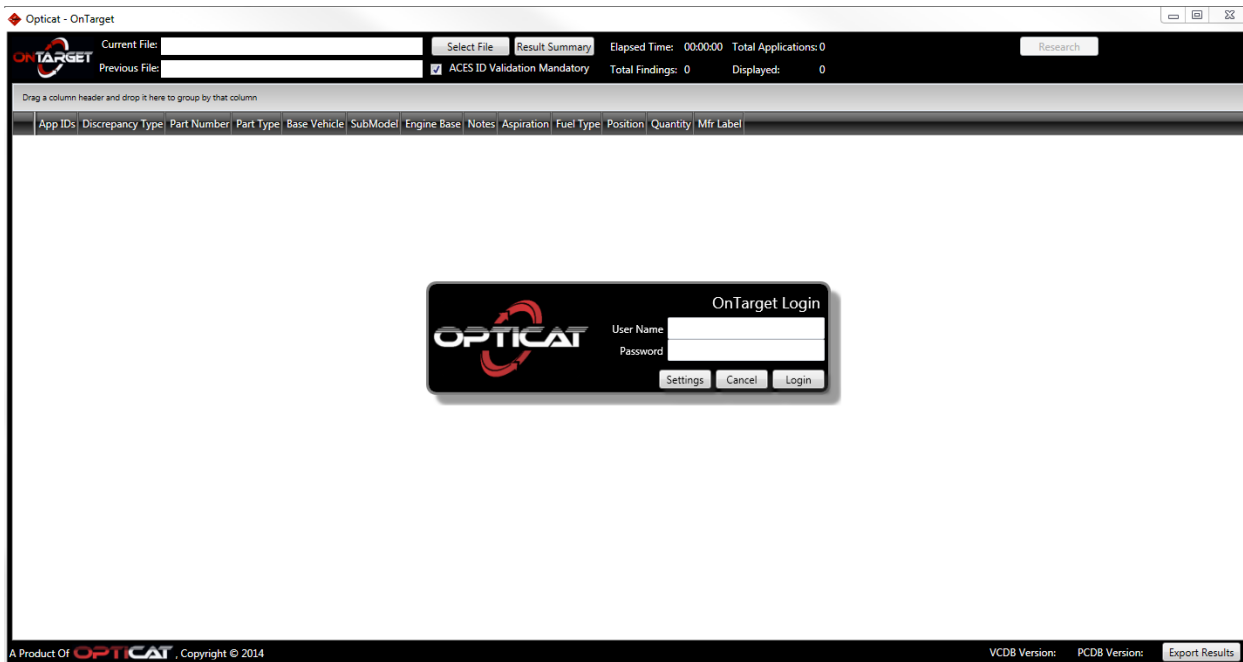 Opticat - OnTarget
ONTARGET
Current File:
Select File
Result Summary
Elapsed Time: 00:00:00 Total Applications: 0
Research
Previous File:
ACES ID Validation Mandatory
Total Findings: 0 Displayed: 0
Drag a column header and drop it here to group by that column
App IDs Discrepancy Type Part Number Part Type Base Vehicle SubModel Engine Base Notes Aspiration Fuel Type Position Quantity Mfr Label
OnTarget Login
OPTICAT
User Name
Password
Settings Cancel Login
A Product Of OPTICAT , Copyright © 2014 VCDB Version: PCDB Version: Export Results